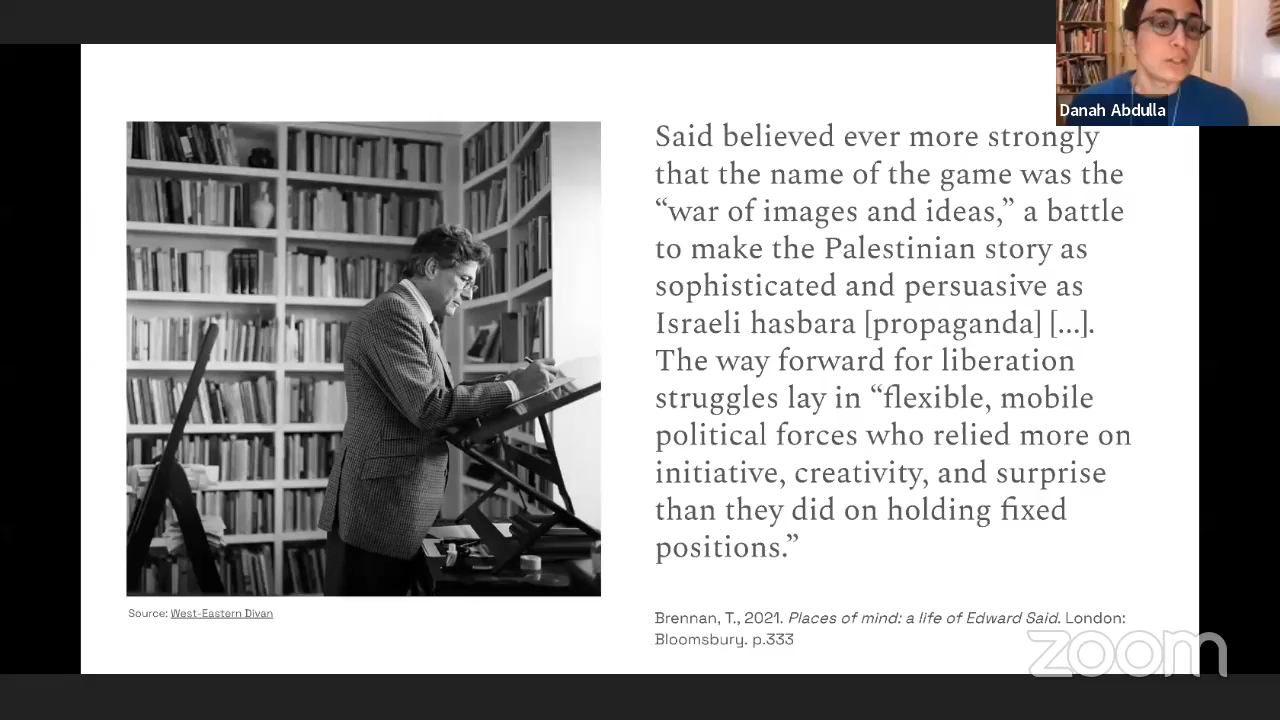 Danah Abdulla
Said believed ever more strongly
that the name of the game was the
“war of images and ideas,” a battle
to make the Palestinian story as
sophisticated and persuasive as
Israeli hasbara [propaganda] [...].
The way forward for liberation
struggles lay in “flexible, mobile
political forces who relied more on
initiative, creativity, and surprise
than they did on holding fixed
positions.”
Source: West-Eastern Divan
Brennan, T., 2021. Places of mind: a life of Edward Said. London:
Bloomsbury. p.333
zoom